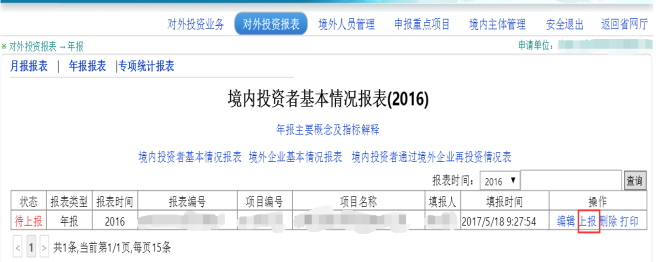 对外投资业务 对外投资报表 境外人员管理 申报重点项目 境内主体管理 安全退出 返回省网厅
※ 对外投资报表 → 年报 申请单位:
月报报表 | 年报报表 |专项统计报表
境内投资者基本情况报表(2016)
年报主要概念及指标解释
境内投资者基本情况报表 境外企业基本情况报表 境内投资者通过境外企业再投资情况表
报表时间: 2016 ▼ 查询
状态 报表类型 报表时间 报表编号 项目编号 项目名称 填报人 填报时间 操作
待上报 年报 2016 2017/5/18 9:27:54 编辑 上报 删除 打印
< 1 > 共1条,当前第1/1页,每页15条